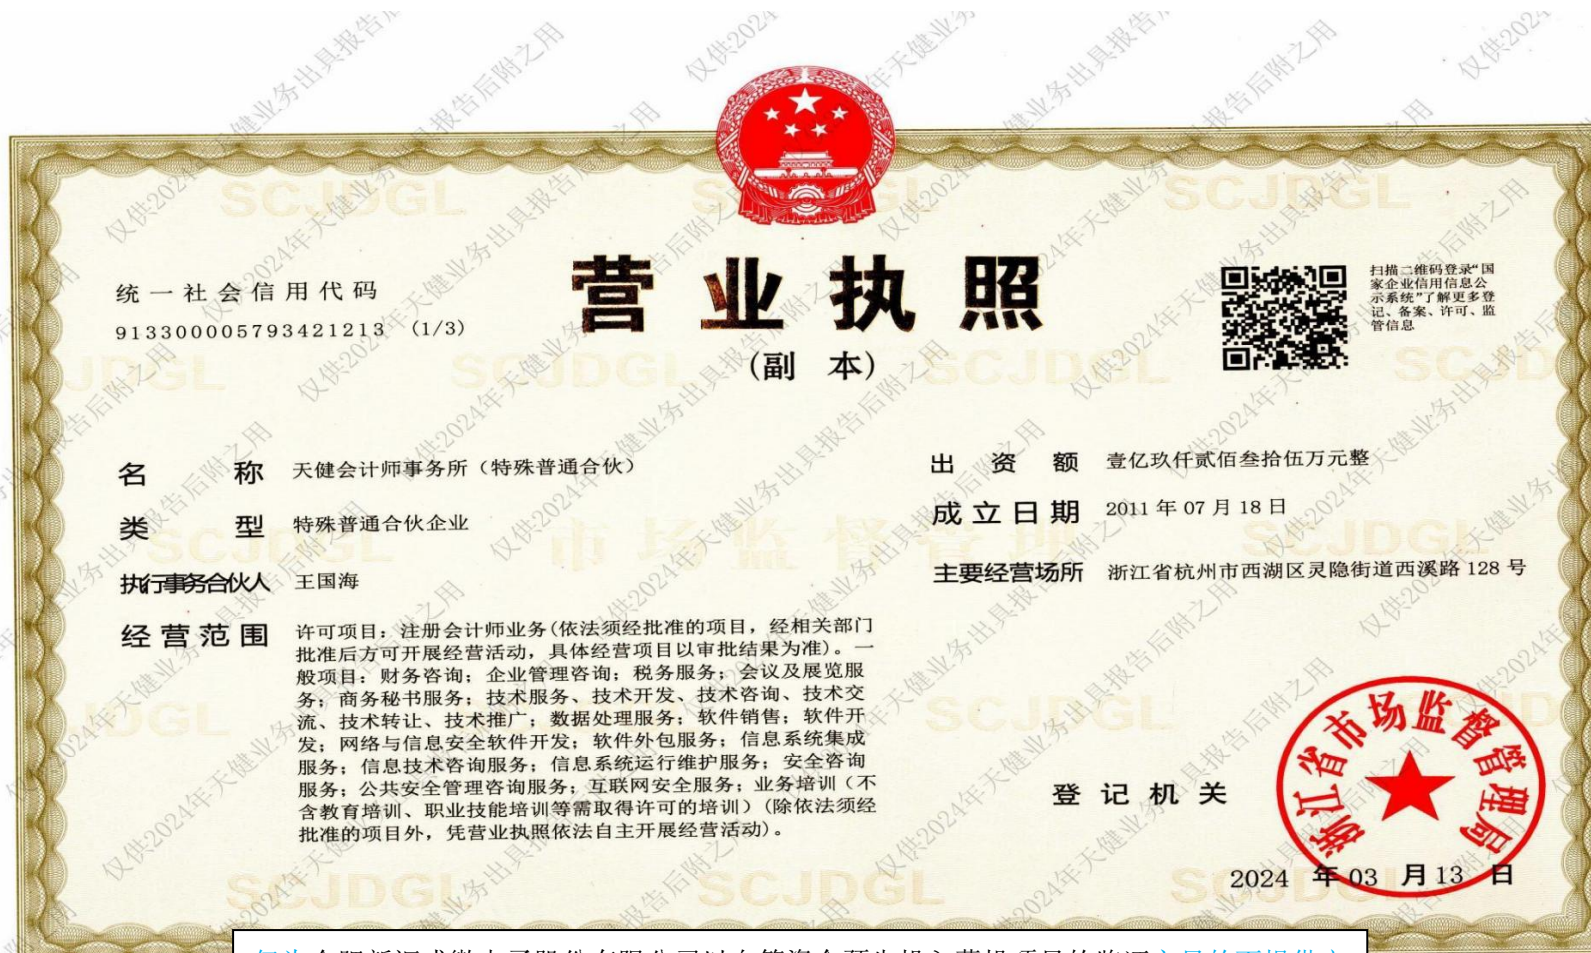 营业执照
(副 本)
统一社会信用代码
913300005793421213 (1/3)
扫描二维码登录“国
家企业信用信息公
示系统”了解更多登
记、备案、许可、监
管信息
名 称 天健会计师事务所（特殊普通合伙）
类 型 特殊普通合伙企业
执行事务合伙人 王国海
经营范围 许可项目：注册会计师业务(依法须经批准的项目，经相关部门
批准后方可开展经营活动，具体经营项目以审批结果为准)。一
般项目：财务咨询；企业管理咨询；税务服务；会议及展览服
务；商务秘书服务；技术服务、技术开发、技术咨询、技术交
流、技术转让、技术推广；数据处理服务；软件销售；软件开
发；网络与信息安全软件开发；软件外包服务；信息系统集成
服务；信息技术咨询服务；信息系统运行维护服务；安全咨询
服务；公共安全管理咨询服务；互联网安全服务；业务培训（不
含教育培训、职业技能培训等需取得许可的培训）(除依法须经
批准的项目外，凭营业执照依法自主开展经营活动)。
出 资 额 壹亿玖仟贰佰叁拾伍万元整
成立日期 2011 年 07 月 18 日
主要经营场所 浙江省杭州市西湖区灵隐街道西溪路 128 号
登记机关
浙江省市场监督管理局
2024 年 03 月 13 日
SCJDGL
市场监督管理
仅供2024年天健业务出具报告后附之用